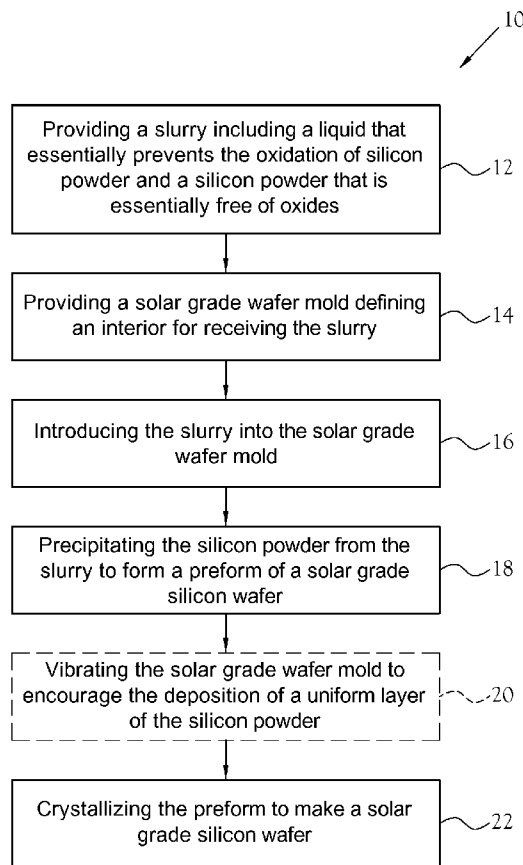 10
Providing a slurry including a liquid that
essentially prevents the oxidation of silicon
powder and a silicon powder that is
essentially free of oxides
12
Providing a solar grade wafer mold defining
an interior for receiving the slurry
14
Introducing the slurry into the solar grade
wafer mold
16
Precipitating the silicon powder from the
slurry to form a preform of a solar grade
silicon wafer
18
Vibrating the solar grade wafer mold to
encourage the deposition of a uniform layer
of the silicon powder
20
Crystallizing the preform to make a solar
grade silicon wafer
22